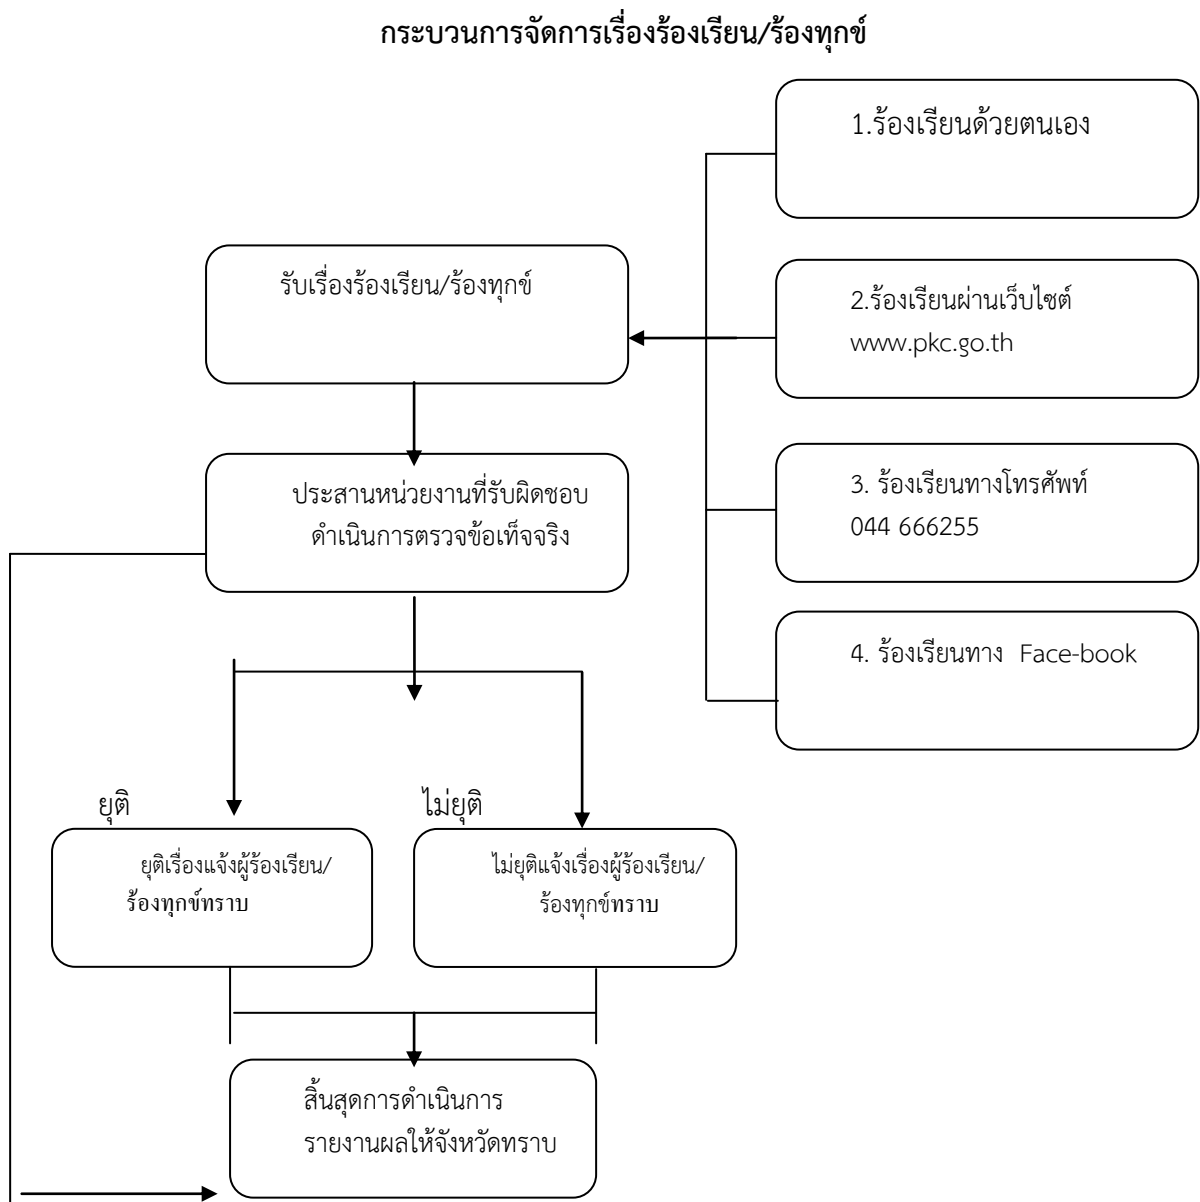 กระบวนการจัดการเรื่องร้องเรียน/ร้องทุกข์
1.ร้องเรียนด้วยตนเอง
รับเรื่องร้องเรียน/ร้องทุกข์
2.ร้องเรียนผ่านเว็บไซต์
www.pkc.go.th
3. ร้องเรียนทางโทรศัพท์
044 666255
ประสานหน่วยงานที่รับผิดชอบ
ดำเนินการตรวจข้อเท็จจริง
4. ร้องเรียนทาง Face-book
ยุติ
ไม่ยุติ
ยุติเรื่องแจ้งผู้ร้องเรียน/
ร้องทุกข์ทราบ
ไม่ยุติแจ้งเรื่องผู้ร้องเรียน/
ร้องทุกข์ทราบ
สิ้นสุดการดำเนินการ
รายงานผลให้จังหวัดทราบ